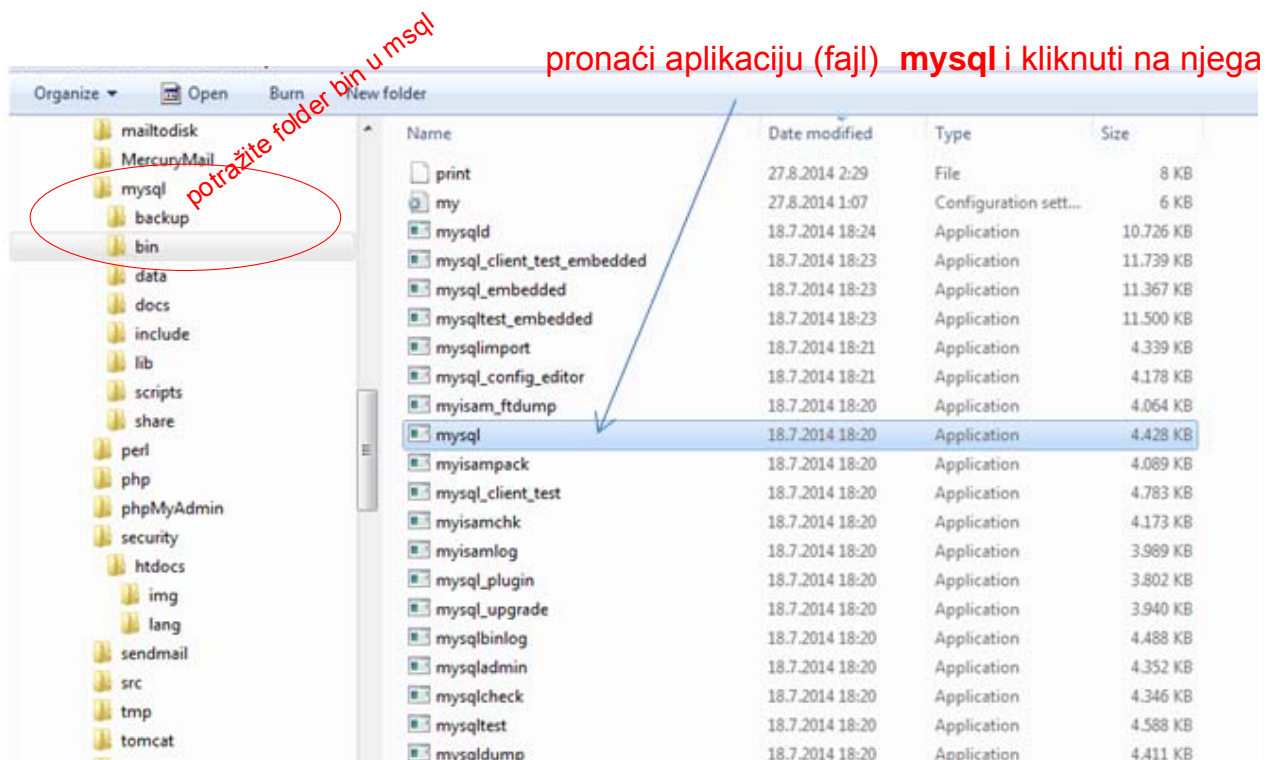 potražite folder bin u msql
pronaći aplikaciju (fajl) mysql i kliknuti na njega
Organize Open Burn New folder
mailtodisk
MercuryMail
mysql
backup
bin
data
docs
include
lib
scripts
share
perl
php
phpMyAdmin
security
htdocs
img
lang
sendmail
src
tmp
tomcat
Name Date modified Type Size
print 27.8.2014 2:29 File 8 KB
my 27.8.2014 1:07 Configuration sett... 6 KB
mysqld 18.7.2014 18:24 Application 10.726 KB
mysql_client_test_embedded 18.7.2014 18:23 Application 11.739 KB
mysql_embedded 18.7.2014 18:23 Application 11.367 KB
mysqltest_embedded 18.7.2014 18:23 Application 11.500 KB
mysqlimport 18.7.2014 18:21 Application 4.339 KB
mysql_config_editor 18.7.2014 18:21 Application 4.178 KB
myisam_ftdump 18.7.2014 18:20 Application 4.064 KB
mysql 18.7.2014 18:20 Application 4.428 KB
myisampack 18.7.2014 18:20 Application 4.089 KB
mysql_client_test 18.7.2014 18:20 Application 4.783 KB
myisamchk 18.7.2014 18:20 Application 4.173 KB
myisamlog 18.7.2014 18:20 Application 3.989 KB
mysql_plugin 18.7.2014 18:20 Application 3.802 KB
mysql_upgrade 18.7.2014 18:20 Application 3.940 KB
mysqlbinlog 18.7.2014 18:20 Application 4.488 KB
mysqladmin 18.7.2014 18:20 Application 4.352 KB
mysqlcheck 18.7.2014 18:20 Application 4.346 KB
mysqltest 18.7.2014 18:20 Application 4.588 KB
mysqldump 18.7.2014 18:20 Application 4.411 KB